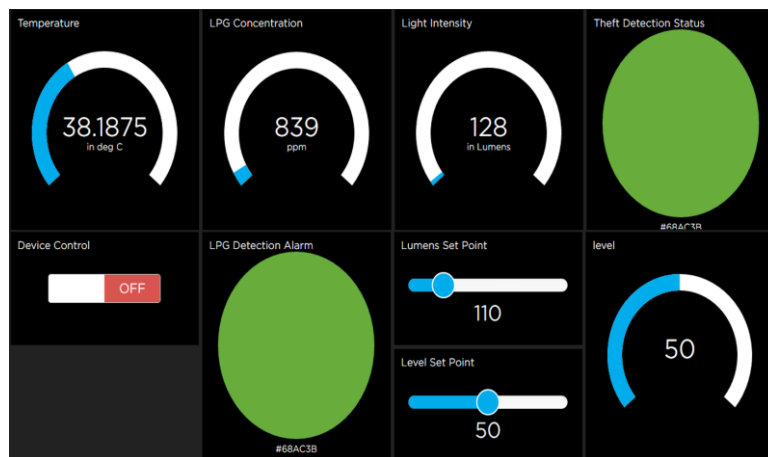 Temperature
38.1875
in deg C
LPG Concentration
839
ppm
Light Intensity
128
in Lumens
Theft Detection Status
#68AC3B
Device Control
OFF
LPG Detection Alarm
#68AC3B
Lumens Set Point
110
Level Set Point
50
level
50